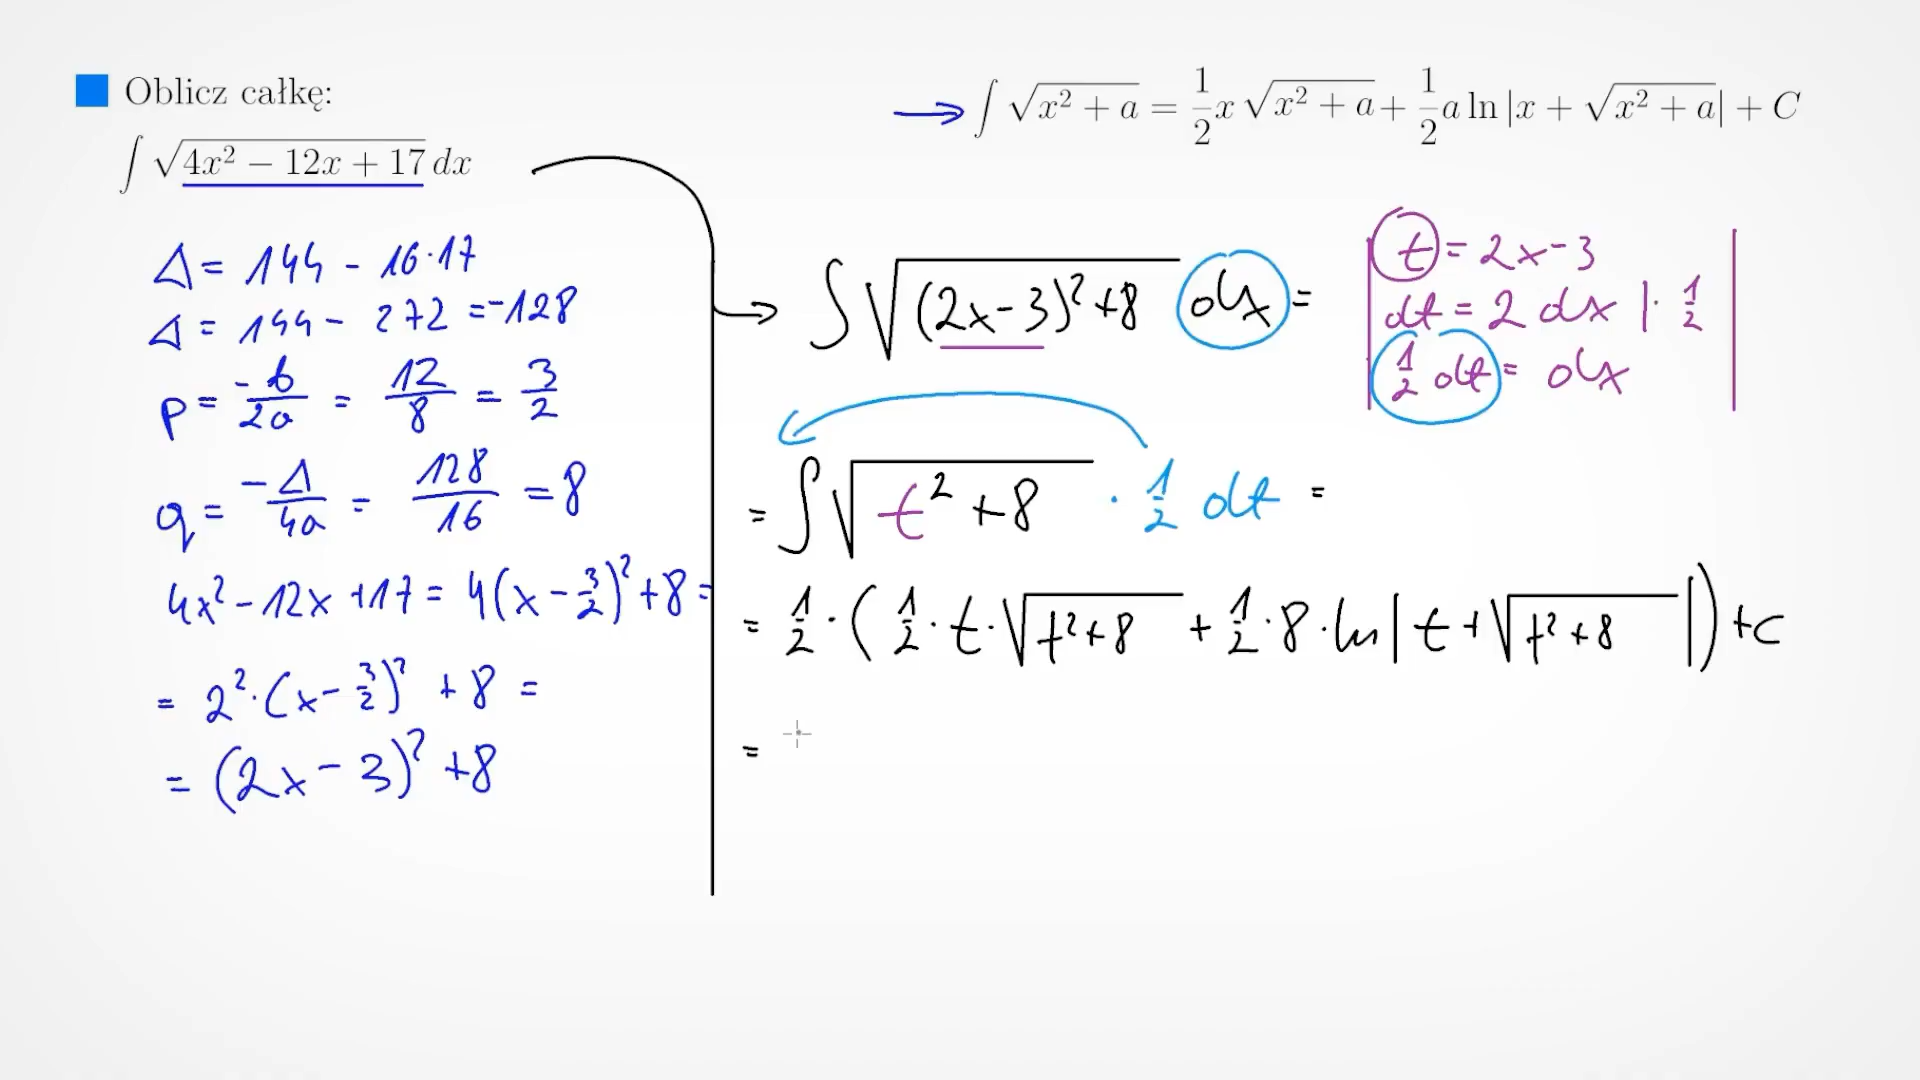 Oblicz całkę:
∫ √(4x² − 12x + 17) dx
→ ∫ √(x² + a) = 1/2 x √(x² + a) + 1/2 a ln |x + √(x² + a)| + C
Δ = 144 - 16·17
Δ = 144 - 272 = -128
p = -b/2a = 12/8 = 3/2
q = -Δ/4a = 128/16 = 8
4x² - 12x + 17 = 4(x - 3/2)² + 8 =
= 2² · (x - 3/2)² + 8 =
= (2x - 3)² + 8
∫ √((2x-3)² + 8) dx =
t = 2x - 3
dt = 2 dx | · 1/2
1/2 dt = dx
= ∫ √(t² + 8) · 1/2 dt =
= 1/2 · (1/2 · t · √(t² + 8) + 1/2 · 8 · ln | t + √(t² + 8) |) + C
=